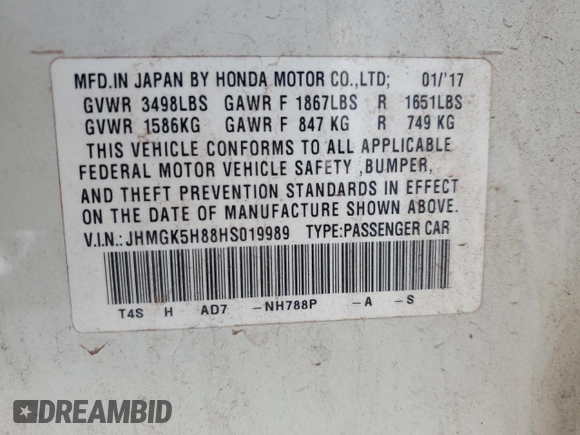 MFD.IN JAPAN BY HONDA MOTOR CO.,LTD; 01/'17
GVWR 3498LBS GAWR F 1867LBS R 1651LBS
GVWR 1586KG GAWR F 847 KG R 749 KG
THIS VEHICLE CONFORMS TO ALL APPLICABLE
FEDERAL MOTOR VEHICLE SAFETY ,BUMPER,
AND THEFT PREVENTION STANDARDS IN EFFECT
ON THE DATE OF MANUFACTURE SHOWN ABOVE.
V.I.N.:JHMGK5H88HS019989 TYPE:PASSENGER CAR
T4S H AD7 -NH788P -A -S
DREAMBID